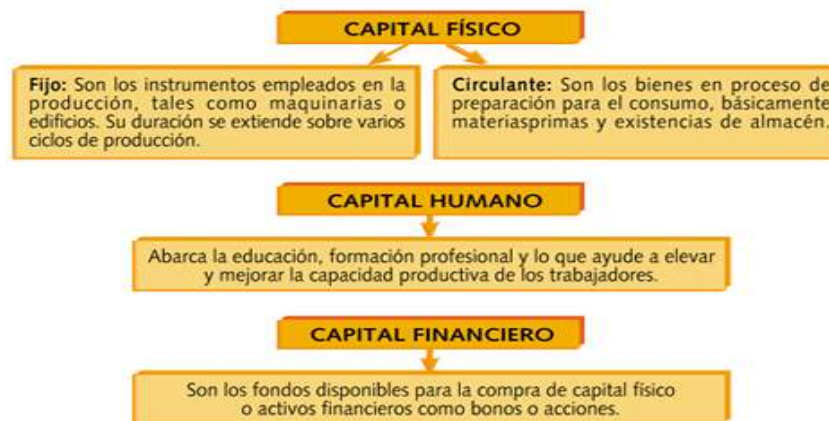 CAPITAL FÍSICO
Fijo: Son los instrumentos empleados en la
producción, tales como maquinarias o
edificios. Su duración se extiende sobre varios
ciclos de producción.
Circulante: Son los bienes en proceso de
preparación para el consumo, básicamente
materiasprimas y existencias de almacén.
CAPITAL HUMANO
Abarca la educación, formación profesional y lo que ayude a elevar
y mejorar la capacidad productiva de los trabajadores.
CAPITAL FINANCIERO
Son los fondos disponibles para la compra de capital físico
o activos financieros como bonos o acciones.